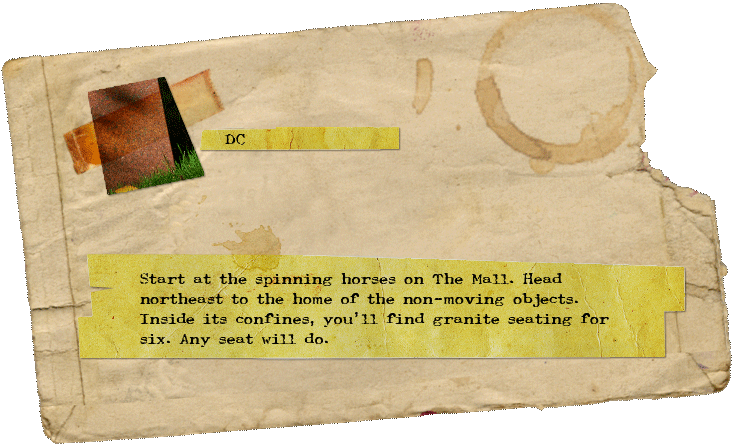 DC
Start at the spinning horses on The Mall. Head
northeast to the home of the non-moving objects.
Inside its confines, you'll find granite seating for
six. Any seat will do.